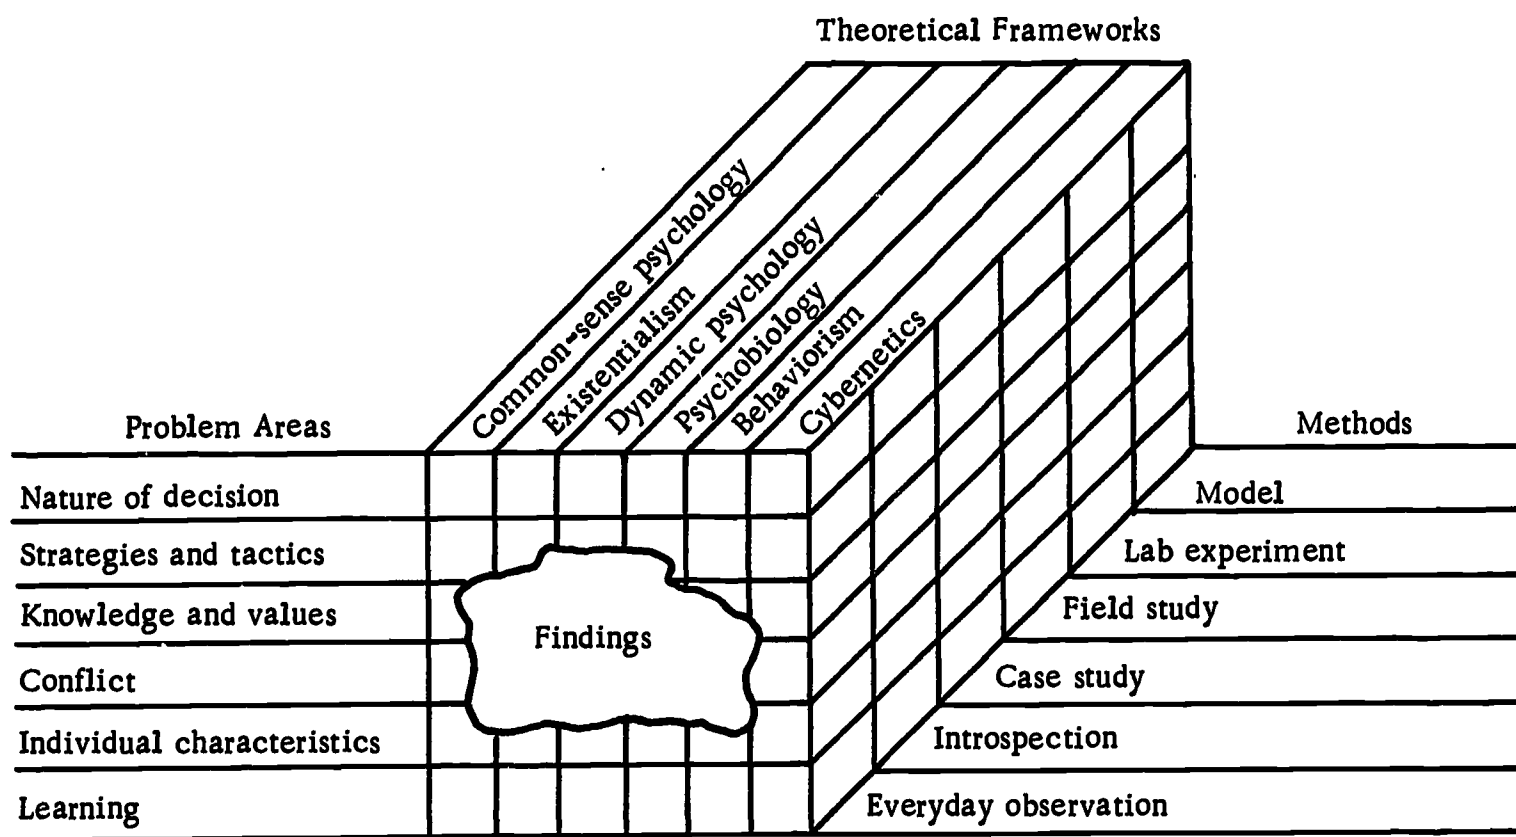 Theoretical Frameworks
Common-sense psychology
Existentialism
Dynamic psychology
Psychobiology
Behaviorism
Cybernetics
Problem Areas
Nature of decision
Strategies and tactics
Knowledge and values
Conflict
Individual characteristics
Learning
Findings
Methods
Model
Lab experiment
Field study
Case study
Introspection
Everyday observation